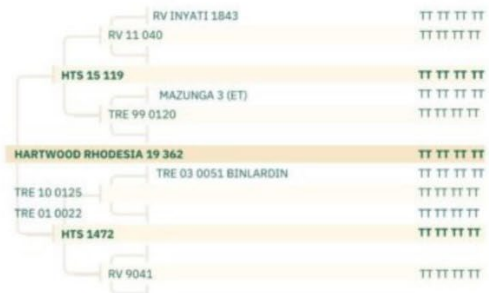 RV INYATI 1843 TT TT TT TT
RV 11 040 TT TT TT TT
HTS 15 119 TT TT TT TT
MAZUNGA 3 (ET) TT TT TT TT
TRE 99 0120 TT TT TT TT
HARTWOOD RHODESIA 19 362 TT TT TT TT
TRE 03 0051 BINLARDIN TT TT TT TT
TRE 10 0125 TT TT TT TT
TRE 01 0022 TT TT TT TT
HTS 1472 TT TT TT TT
RV 9041 TT TT TT TT